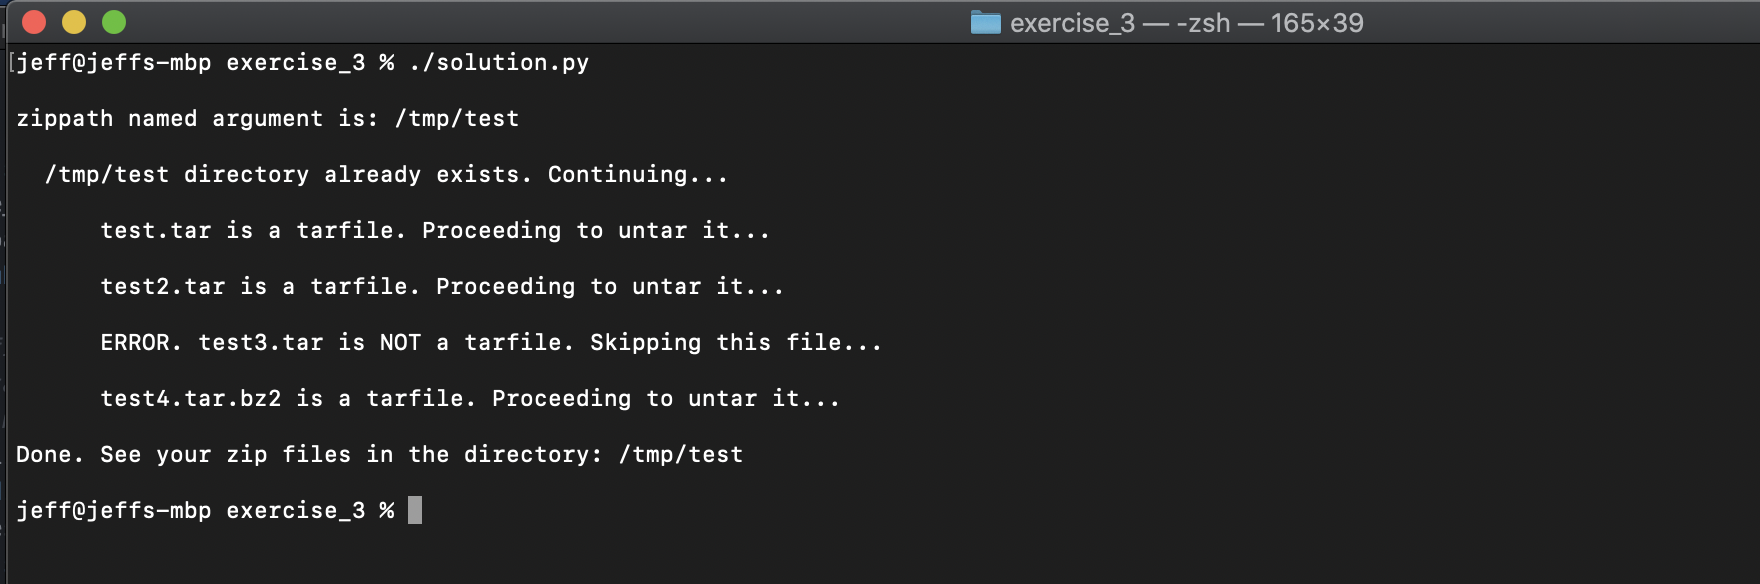 exercise_3 — -zsh — 165×39
[jeff@jeffs-mbp exercise_3 % ./solution.py
zippath named argument is: /tmp/test
/tmp/test directory already exists. Continuing...
test.tar is a tarfile. Proceeding to untar it...
test2.tar is a tarfile. Proceeding to untar it...
ERROR. test3.tar is NOT a tarfile. Skipping this file...
test4.tar.bz2 is a tarfile. Proceeding to untar it...
Done. See your zip files in the directory: /tmp/test
jeff@jeffs-mbp exercise_3 %